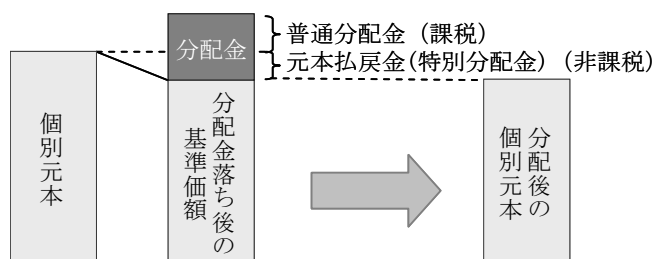 普通分配金（課税）
分配金
元本払戻金（特別分配金）（非課税）
個別元本
分配金落ち後の
基準価額
分配後の
個別元本